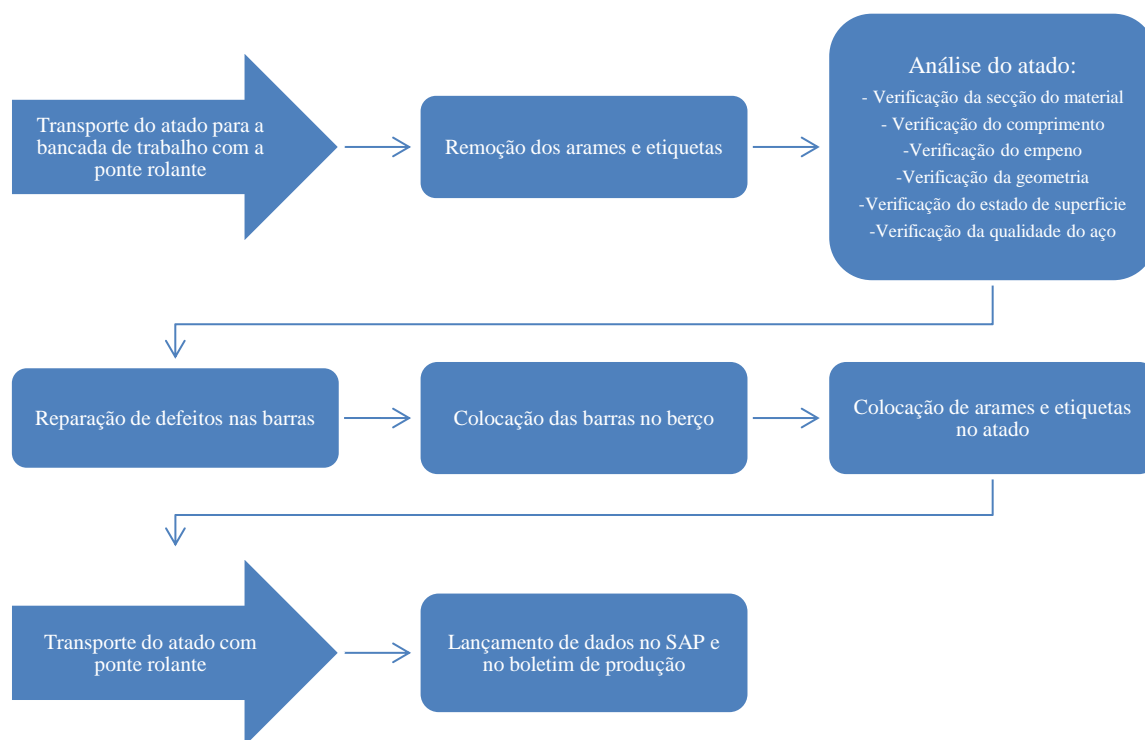 Transporte do atado para a
bancada de trabalho com a
ponte rolante
Remoção dos arames e etiquetas
Análise do atado:
- Verificação da secção do material
- Verificação do comprimento
-Verificação do empeno
-Verificação da geometria
-Verificação do estado de superficie
-Verificação da qualidade do aço
Reparação de defeitos nas barras
Colocação das barras no berço
Colocação de arames e etiquetas
no atado
Transporte do atado com
ponte rolante
Lançamento de dados no SAP e
no boletim de produção